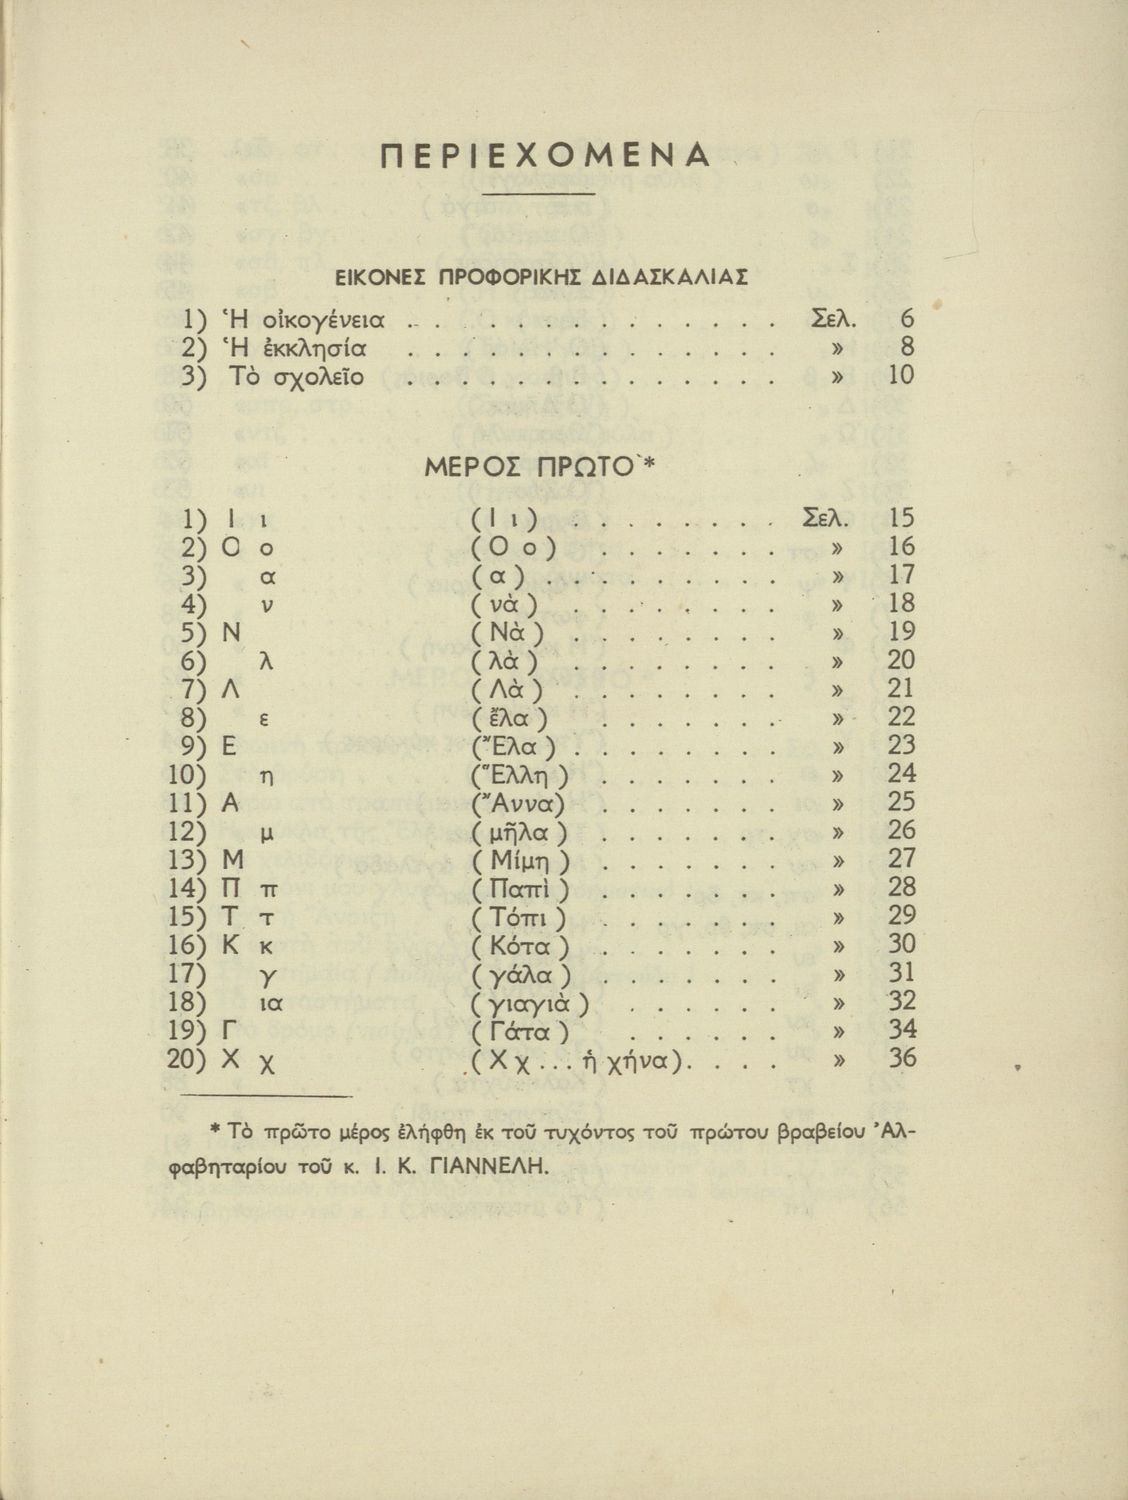 ΠΕΡΙΕΧΟΜΕΝΑ
ΕΙΚΟΝΕΣ ΠΡΟΦΟΡΙΚΗΣ ΔΙΔΑΣΚΑΛΙΑΣ
1) Ἡ οἰκογένεια . . . . . . . . . . . . . . Σελ. 6
2) Ἡ ἐκκλησία . . . . . . . . . . . . . . » 8
3) Τὸ σχολεῖο . . . . . . . . . . . . . . » 10
ΜΕΡΟΣ ΠΡΩΤΟ *
1) Ι ι (Ι ι) . . . . . . . . Σελ. 15
2) Ο ο (Ο ο) . . . . . . . » 16
3) α (α) . . . . . . . . . » 17
4) ν (νὰ) . . . . . . . . » 18
5) Ν (Νὰ) . . . . . . . . » 19
6) λ (λὰ) . . . . . . . . » 20
7) Λ (Λὰ) . . . . . . . . » 21
8) ε (ἔλα) . . . . . . . » 22
9) Ε (Ἔλα) . . . . . . . . » 23
10) η (Ἔλλη) . . . . . . . » 24
11) Α (Ἄννα) . . . . . . . » 25
12) μ (μῆλα) . . . . . . . » 26
13) Μ (Μίμη) . . . . . . . » 27
14) Π π (Παπὶ) . . . . . . . » 28
15) Τ τ (Τόπι) . . . . . . . » 29
16) Κ κ (Κότα) . . . . . . . » 30
17) γ (γάλα) . . . . . . . » 31
18) ια (γιαγιὰ) . . . . . . » 32
19) Γ (Γάτα) . . . . . . » 34
20) Χ χ (Χχ... ἡ χήνα) . . . . » 36
* Τὸ πρῶτο μέρος ἐλήφθη ἐκ τοῦ τυχόντος τοῦ πρώτου βραβείου Ἀλ-
φαβηταρίου τοῦ κ. Ι. Κ. ΓΙΑΝΝΕΛΗ.